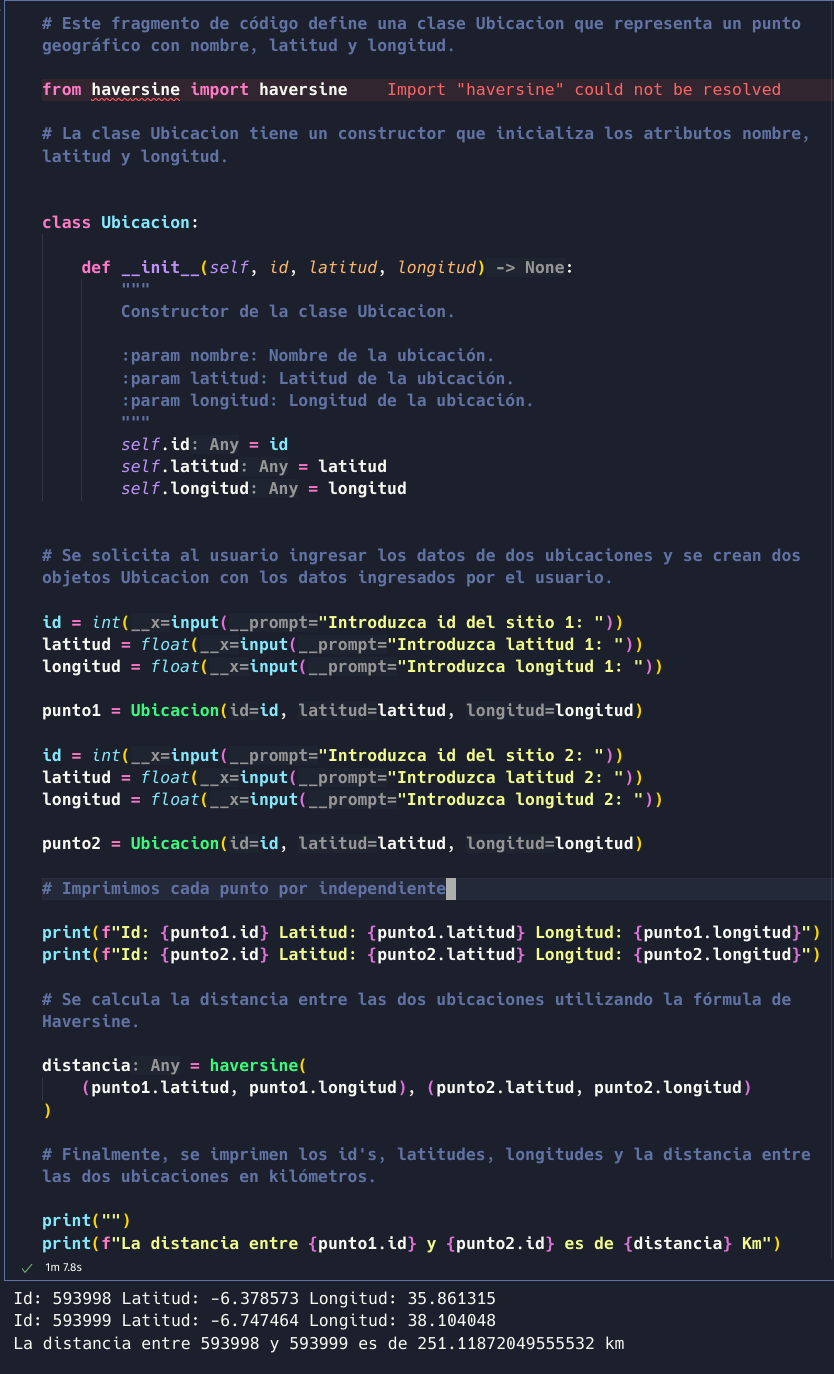 # Este fragmento de código define una clase Ubicacion que representa un punto
geográfico con nombre, latitud y longitud.
from haversine import haversine    Import "haversine" could not be resolved
# La clase Ubicacion tiene un constructor que inicializa los atributos nombre,
latitud y longitud.
class Ubicacion:
def __init__(self, id, latitud, longitud) -> None:
"""
Constructor de la clase Ubicacion.
:param nombre: Nombre de la ubicación.
:param latitud: Latitud de la ubicación.
:param longitud: Longitud de la ubicación.
"""
self.id: Any = id
self.latitud: Any = latitud
self.longitud: Any = longitud
# Se solicita al usuario ingresar los datos de dos ubicaciones y se crean dos
objetos Ubicacion con los datos ingresados por el usuario.
id = int(__x=input(__prompt="Introduzca id del sitio 1: "))
latitud = float(__x=input(__prompt="Introduzca latitud 1: "))
longitud = float(__x=input(__prompt="Introduzca longitud 1: "))
punto1 = Ubicacion(id=id, latitud=latitud, longitud=longitud)
id = int(__x=input(__prompt="Introduzca id del sitio 2: "))
latitud = float(__x=input(__prompt="Introduzca latitud 2: "))
longitud = float(__x=input(__prompt="Introduzca longitud 2: "))
punto2 = Ubicacion(id=id, latitud=latitud, longitud=longitud)
# Imprimimos cada punto por independiente
print(f"Id: {punto1.id} Latitud: {punto1.latitud} Longitud: {punto1.longitud}")
print(f"Id: {punto2.id} Latitud: {punto2.latitud} Longitud: {punto2.longitud}")
# Se calcula la distancia entre las dos ubicaciones utilizando la fórmula de
Haversine.
distancia: Any = haversine(
(punto1.latitud, punto1.longitud), (punto2.latitud, punto2.longitud)
)
# Finalmente, se imprimen los id's, latitudes, longitudes y la distancia entre
las dos ubicaciones en kilómetros.
print("")
print(f"La distancia entre {punto1.id} y {punto2.id} es de {distancia} Km")
1m 7.8s
Id: 593998 Latitud: -6.378573 Longitud: 35.861315
Id: 593999 Latitud: -6.747464 Longitud: 38.104048
La distancia entre 593998 y 593999 es de 251.11872049555532 km